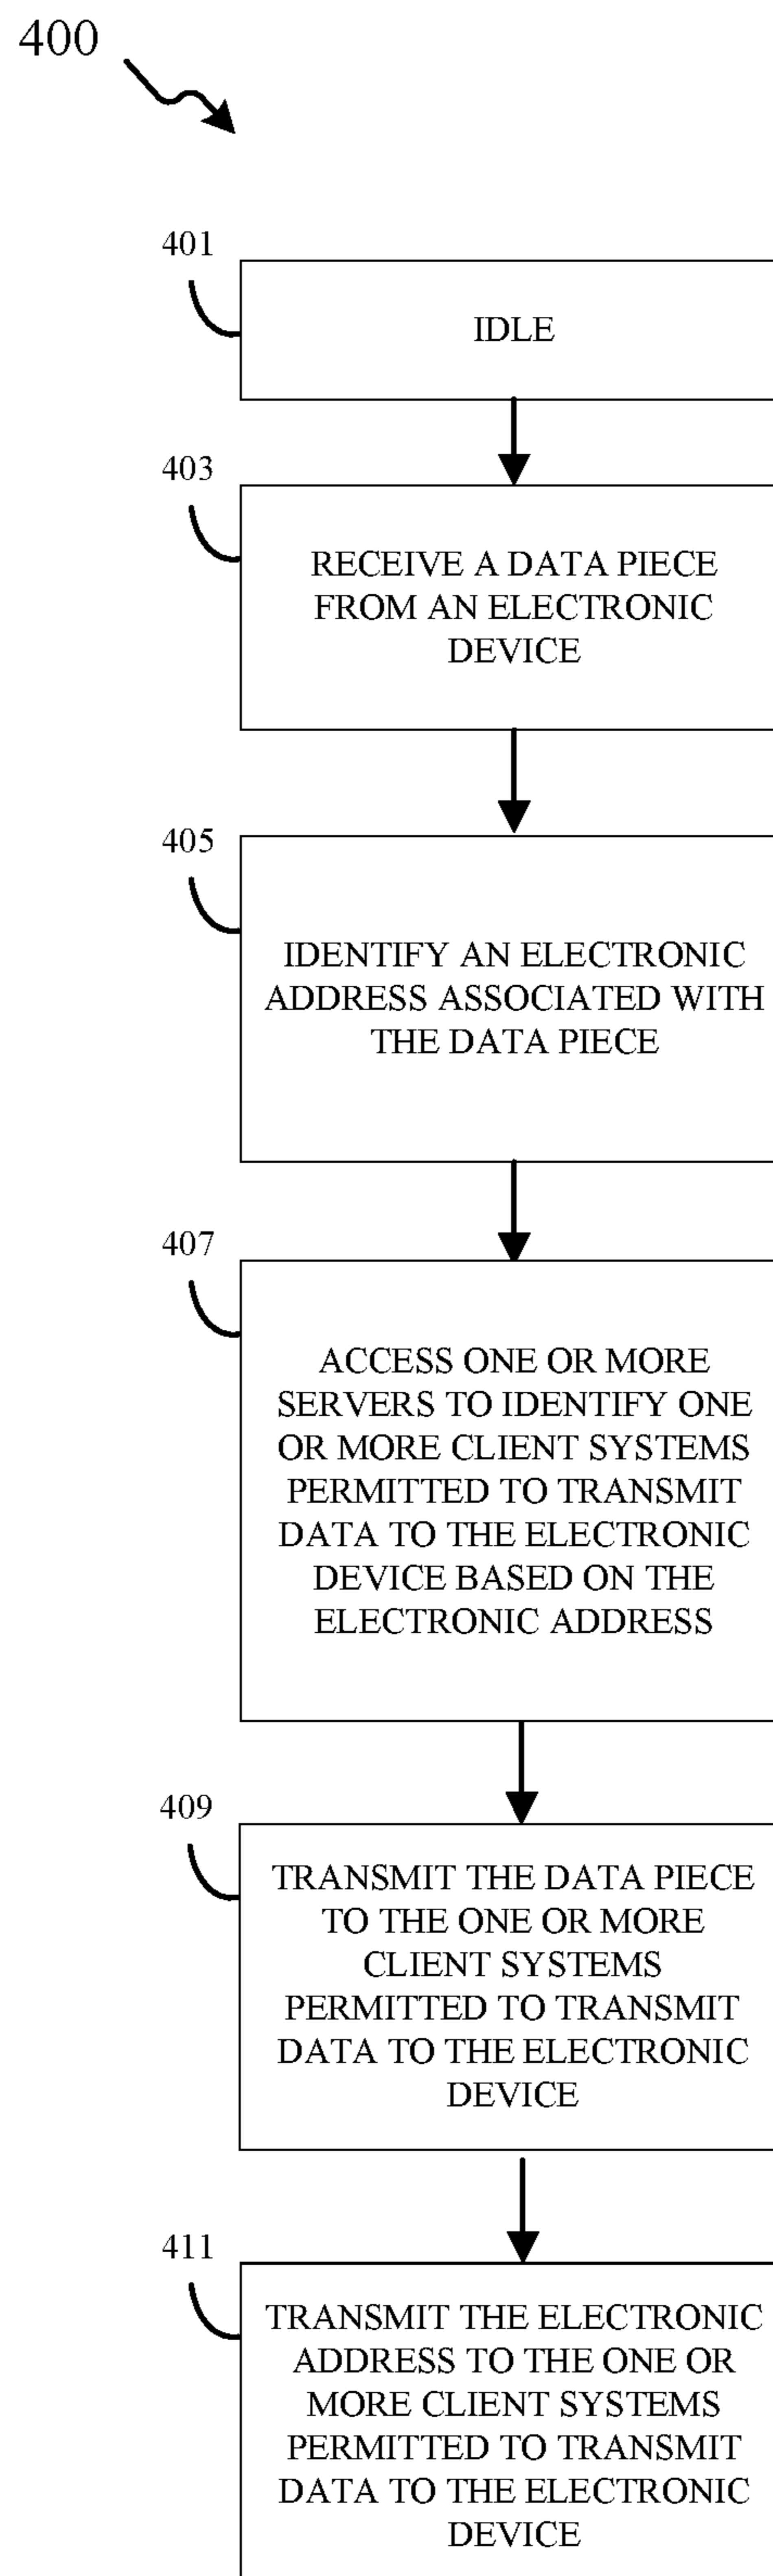 400
401
IDLE
403
RECEIVE A DATA PIECE
FROM AN ELECTRONIC
DEVICE
405
IDENTIFY AN ELECTRONIC
ADDRESS ASSOCIATED WITH
THE DATA PIECE
407
ACCESS ONE OR MORE
SERVERS TO IDENTIFY ONE
OR MORE CLIENT SYSTEMS
PERMITTED TO TRANSMIT
DATA TO THE ELECTRONIC
DEVICE BASED ON THE
ELECTRONIC ADDRESS
409
TRANSMIT THE DATA PIECE
TO THE ONE OR MORE
CLIENT SYSTEMS
PERMITTED TO TRANSMIT
DATA TO THE ELECTRONIC
DEVICE
411
TRANSMIT THE ELECTRONIC
ADDRESS TO THE ONE OR
MORE CLIENT SYSTEMS
PERMITTED TO TRANSMIT
DATA TO THE ELECTRONIC
DEVICE